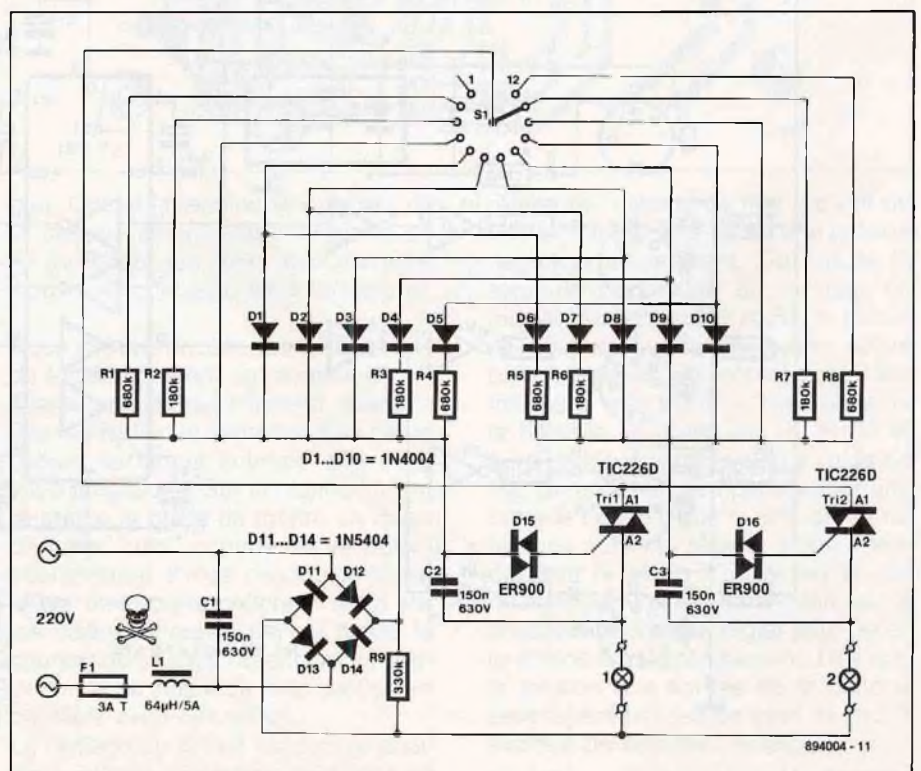 1
12
S1
D1
D2
D3
D4
D5
D6
D7
D8
D9
D10
R1
680k
R2
180k
R3
180k
R4
680k
R5
680k
R6
180k
R7
180k
R8
680k
D1...D10 = 1N4004
TIC226D
TIC226D
Tri1
A1
A2
Tri2
A1
A2
D11...D14 = 1N5404
D15
ER900
D16
ER900
C2
150n
630V
C3
150n
630V
220V
C1
150n
630V
D11
D12
D13
D14
R9
330k
F1
3A T
L1
64µH/5A
1
2
894004 - 11